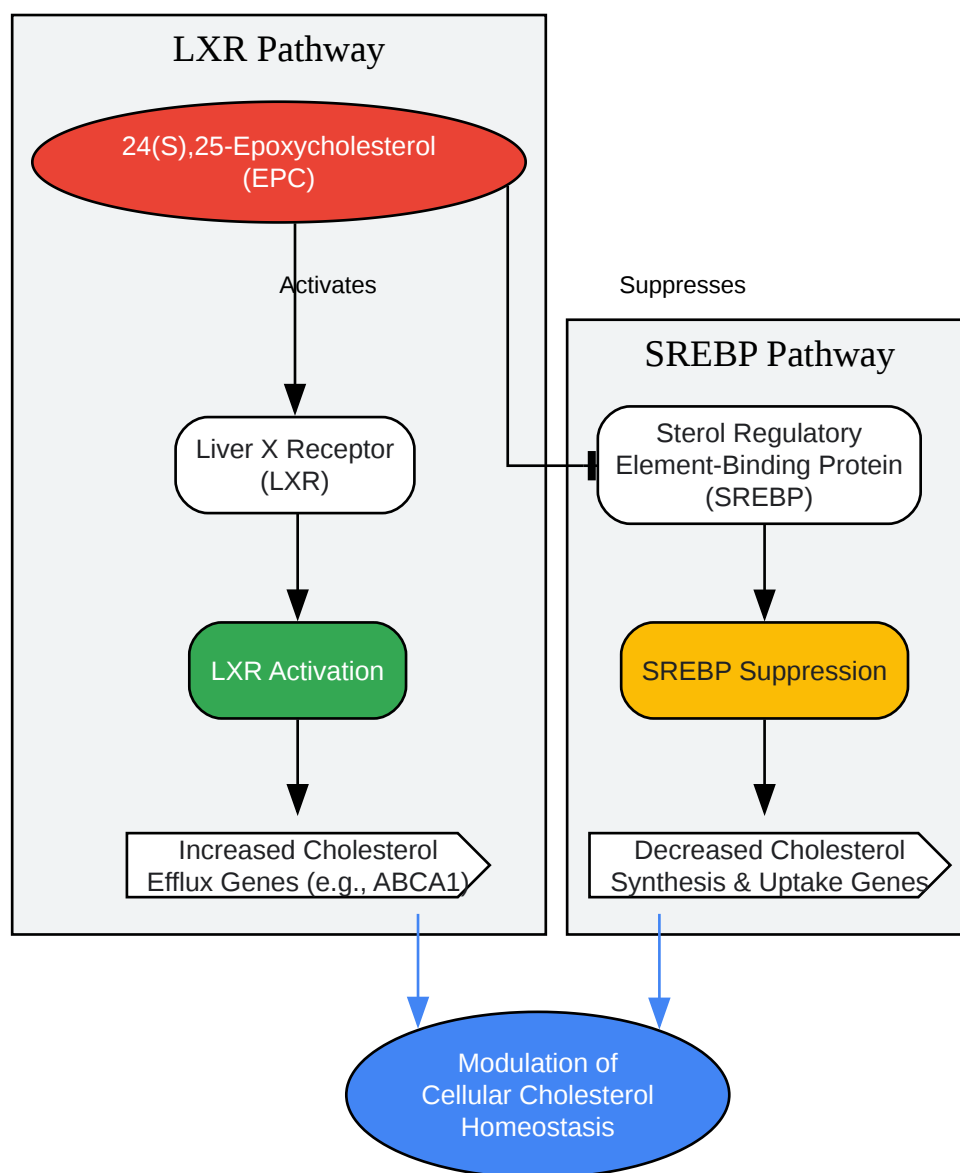 LXR Pathway
24(S),25-Epoxycholesterol
(EPC)
Activates
Suppresses
SREBP Pathway
Liver X Receptor
(LXR)
Sterol Regulatory
Element-Binding Protein
(SREBP)
LXR Activation
SREBP Suppression
Increased Cholesterol
Efflux Genes (e.g., ABCA1)
Decreased Cholesterol
Synthesis & Uptake Genes
Modulation of
Cellular Cholesterol
Homeostasis